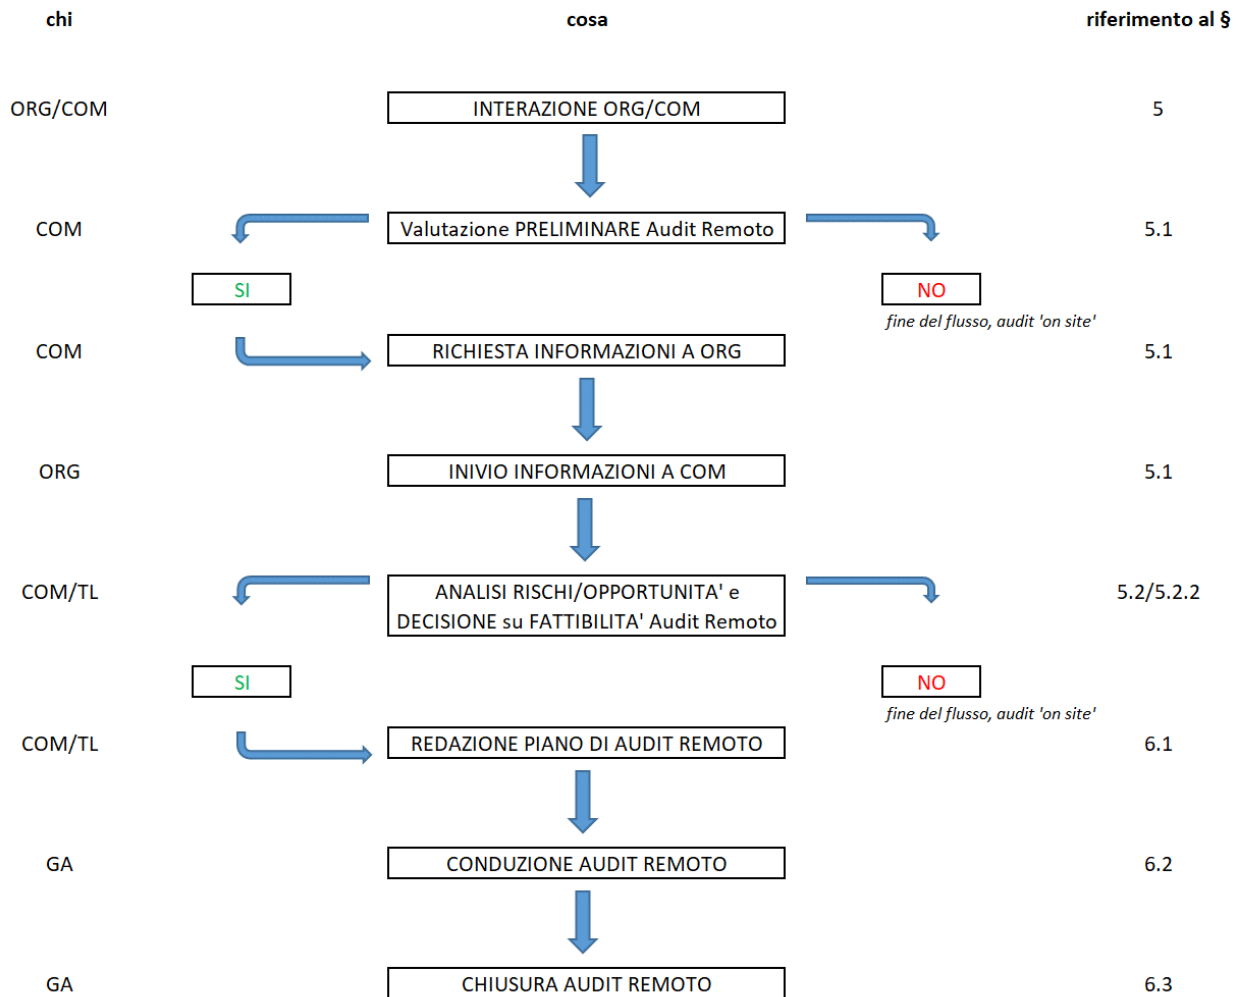 chi cosa riferimento al §
ORG/COM INTERAZIONE ORG/COM 5
COM Valutazione PRELIMINARE Audit Remoto 5.1
SI NO
fine del flusso, audit 'on site'
COM RICHIESTA INFORMAZIONI A ORG 5.1
ORG INIVIO INFORMAZIONI A COM 5.1
COM/TL ANALISI RISCHI/OPPORTUNITA' e 5.2/5.2.2
DECISIONE su FATTIBILITA' Audit Remoto
SI NO
fine del flusso, audit 'on site'
COM/TL REDAZIONE PIANO DI AUDIT REMOTO 6.1
GA CONDUZIONE AUDIT REMOTO 6.2
GA CHIUSURA AUDIT REMOTO 6.3